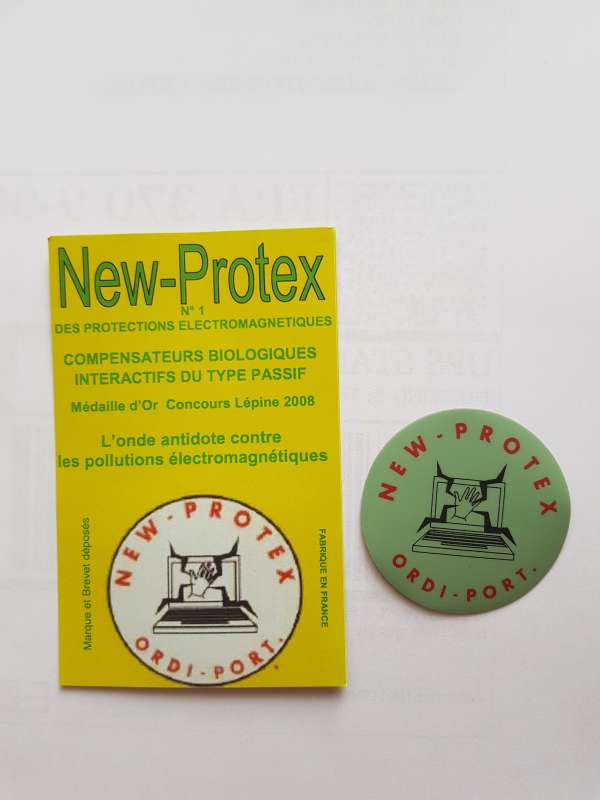 New-Protex
N° 1
DES PROTECTIONS ELECTROMAGNETIQUES
COMPENSATEURS BIOLOGIQUES
INTERACTIFS DU TYPE PASSIF
Médaille d'Or Concours Lépine 2008
L'onde antidote contre
les pollutions électromagnétiques
Marque et Brevet déposés
NEW-PROTEX
ORDI-PORT.
FABRIQUE EN FRANCE
NEW-PROTEX
ORDI-PORT.